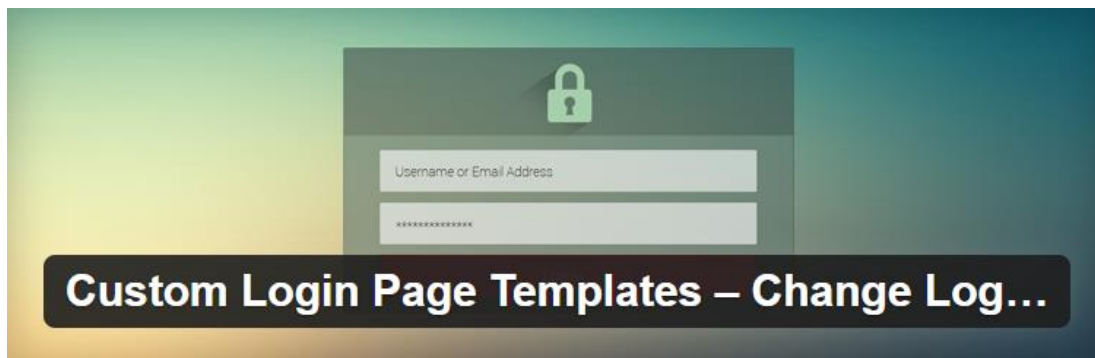 Username or Email Address
**************
Custom Login Page Templates – Change Log…